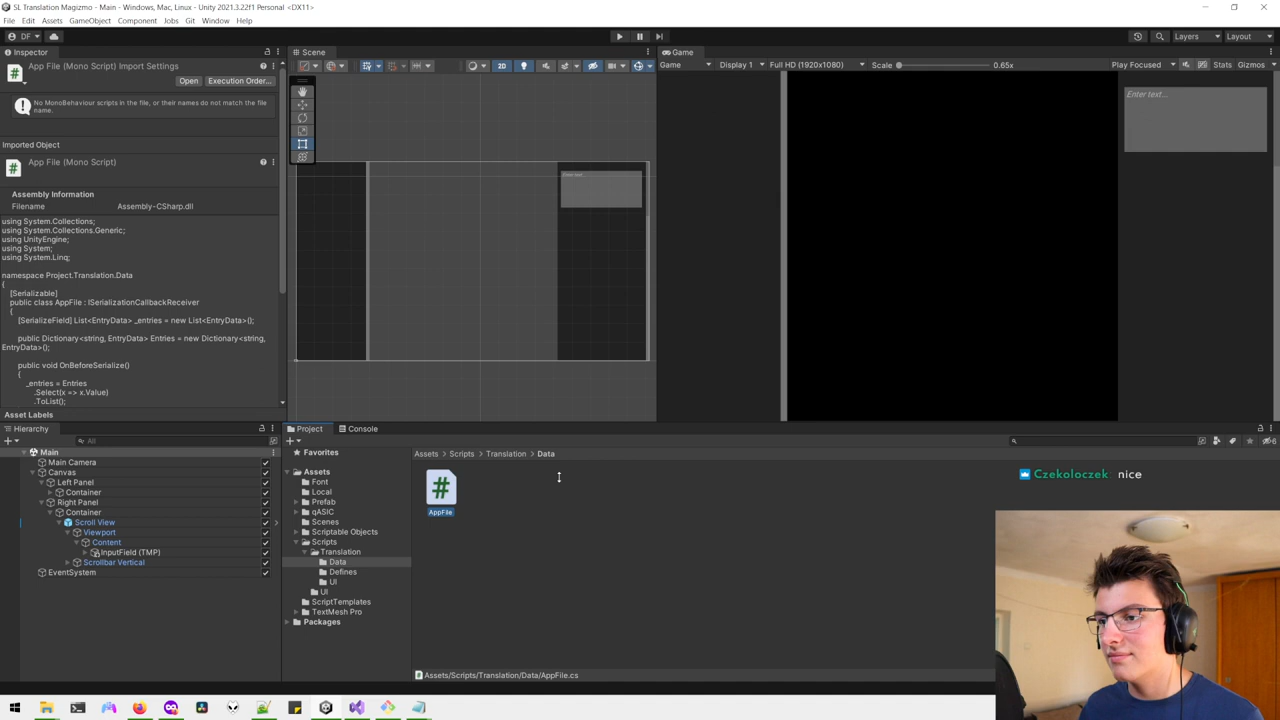 SL Translation Magizmo - Main - Windows, Mac, Linux - Unity 2021.3.22f1 Personal <DX11>
File Edit Assets GameObject Component Jobs Git Window Help
DF
Layers
Layout
Inspector
App File (Mono Script) Import Settings
Open
Execution Order...
No MonoBehaviour scripts in the file, or their names do not match the file name.
Imported Object
App File (Mono Script)
Assembly Information
Filename Assembly-CSharp.dll
using System.Collections;
using System.Collections.Generic;
using UnityEngine;
using System;
using System.Linq;
namespace Project.Translation.Data
{
[Serializable]
public class AppFile : ISerializationCallbackReceiver
{
[SerializeField] List<EntryData> _entries = new List<EntryData>();
public Dictionary<string, EntryData> Entries = new Dictionary<string,
EntryData>();
public void OnBeforeSerialize()
{
_entries = Entries
.Select(x => x.Value)
.ToList();
Asset Labels
Scene
2D
Game
Game Display 1 Full HD (1920x1080) Scale 0.65x Play Focused Stats Gizmos
Enter text...
Hierarchy
All
Main
Main Camera
Canvas
Left Panel
Container
Right Panel
Container
Scroll View
Viewport
Content
InputField (TMP)
Scrollbar Vertical
EventSystem
Project
Console
6
Favorites
Assets
Font
Local
Prefab
qASIC
Scenes
Scriptable Objects
Scripts
Translation
Data
Defines
UI
UI
ScriptTemplates
TextMesh Pro
Packages
Assets > Scripts > Translation > Data
#
AppFile
Czekoloczek nice
Assets/Scripts/Translation/Data/AppFile.cs